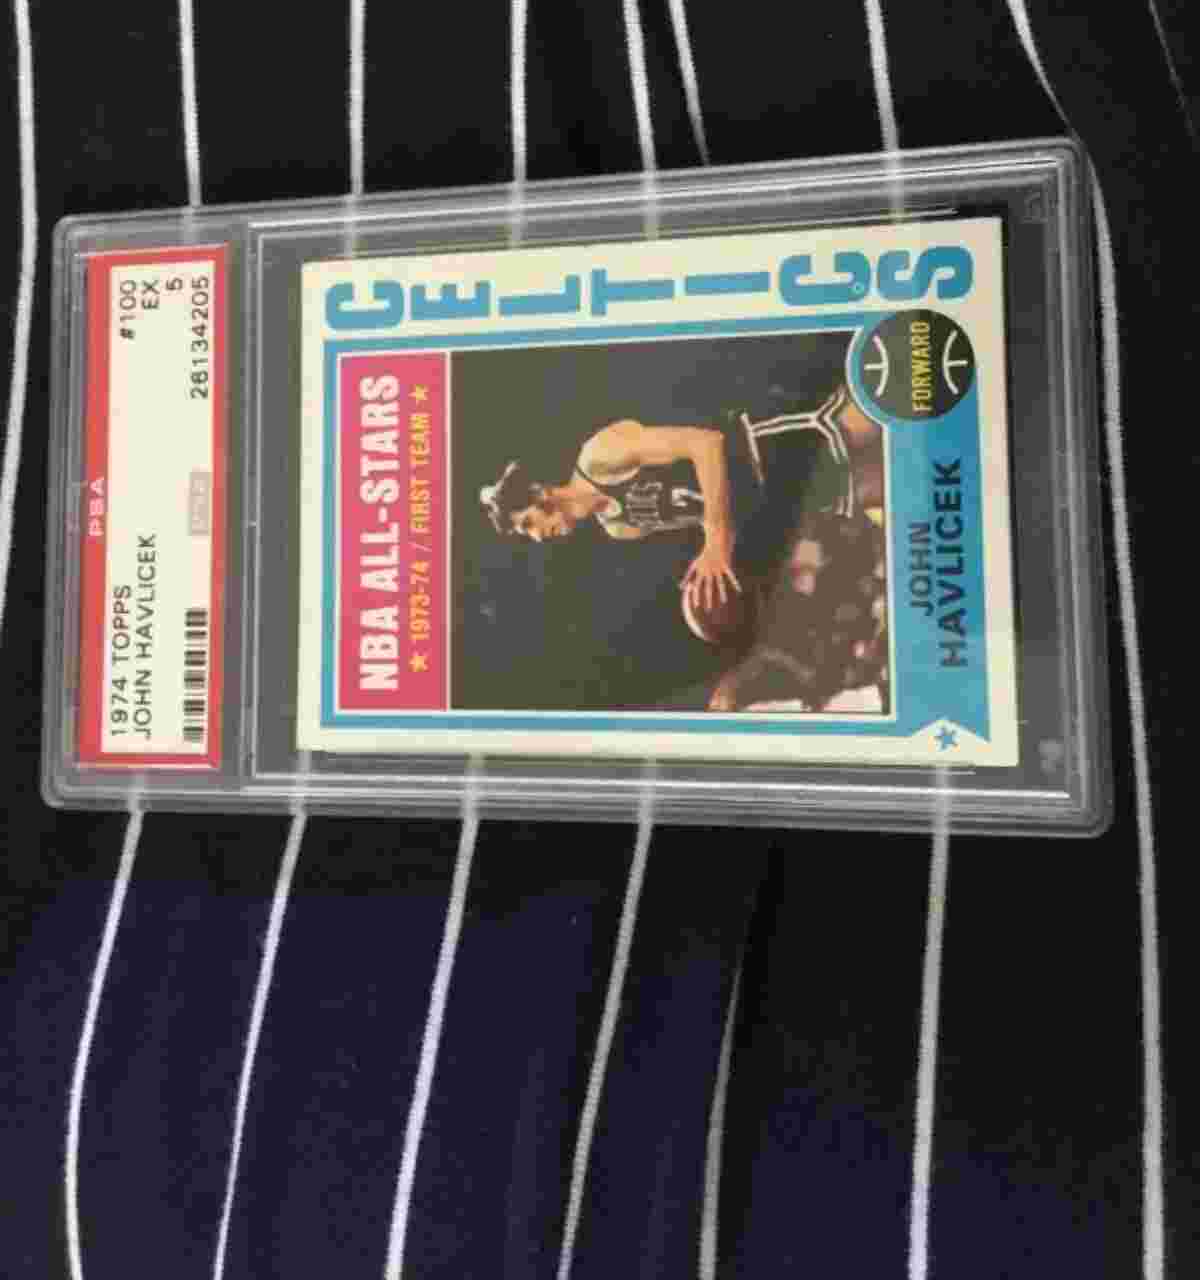 1974 TOPPS #100
JOHN HAVLICEK EX
5
26134205
PSA
NBA ALL-STARS
★ 1973-74 / FIRST TEAM ★
CELTICS
FORWARD
JOHN
HAVLICEK